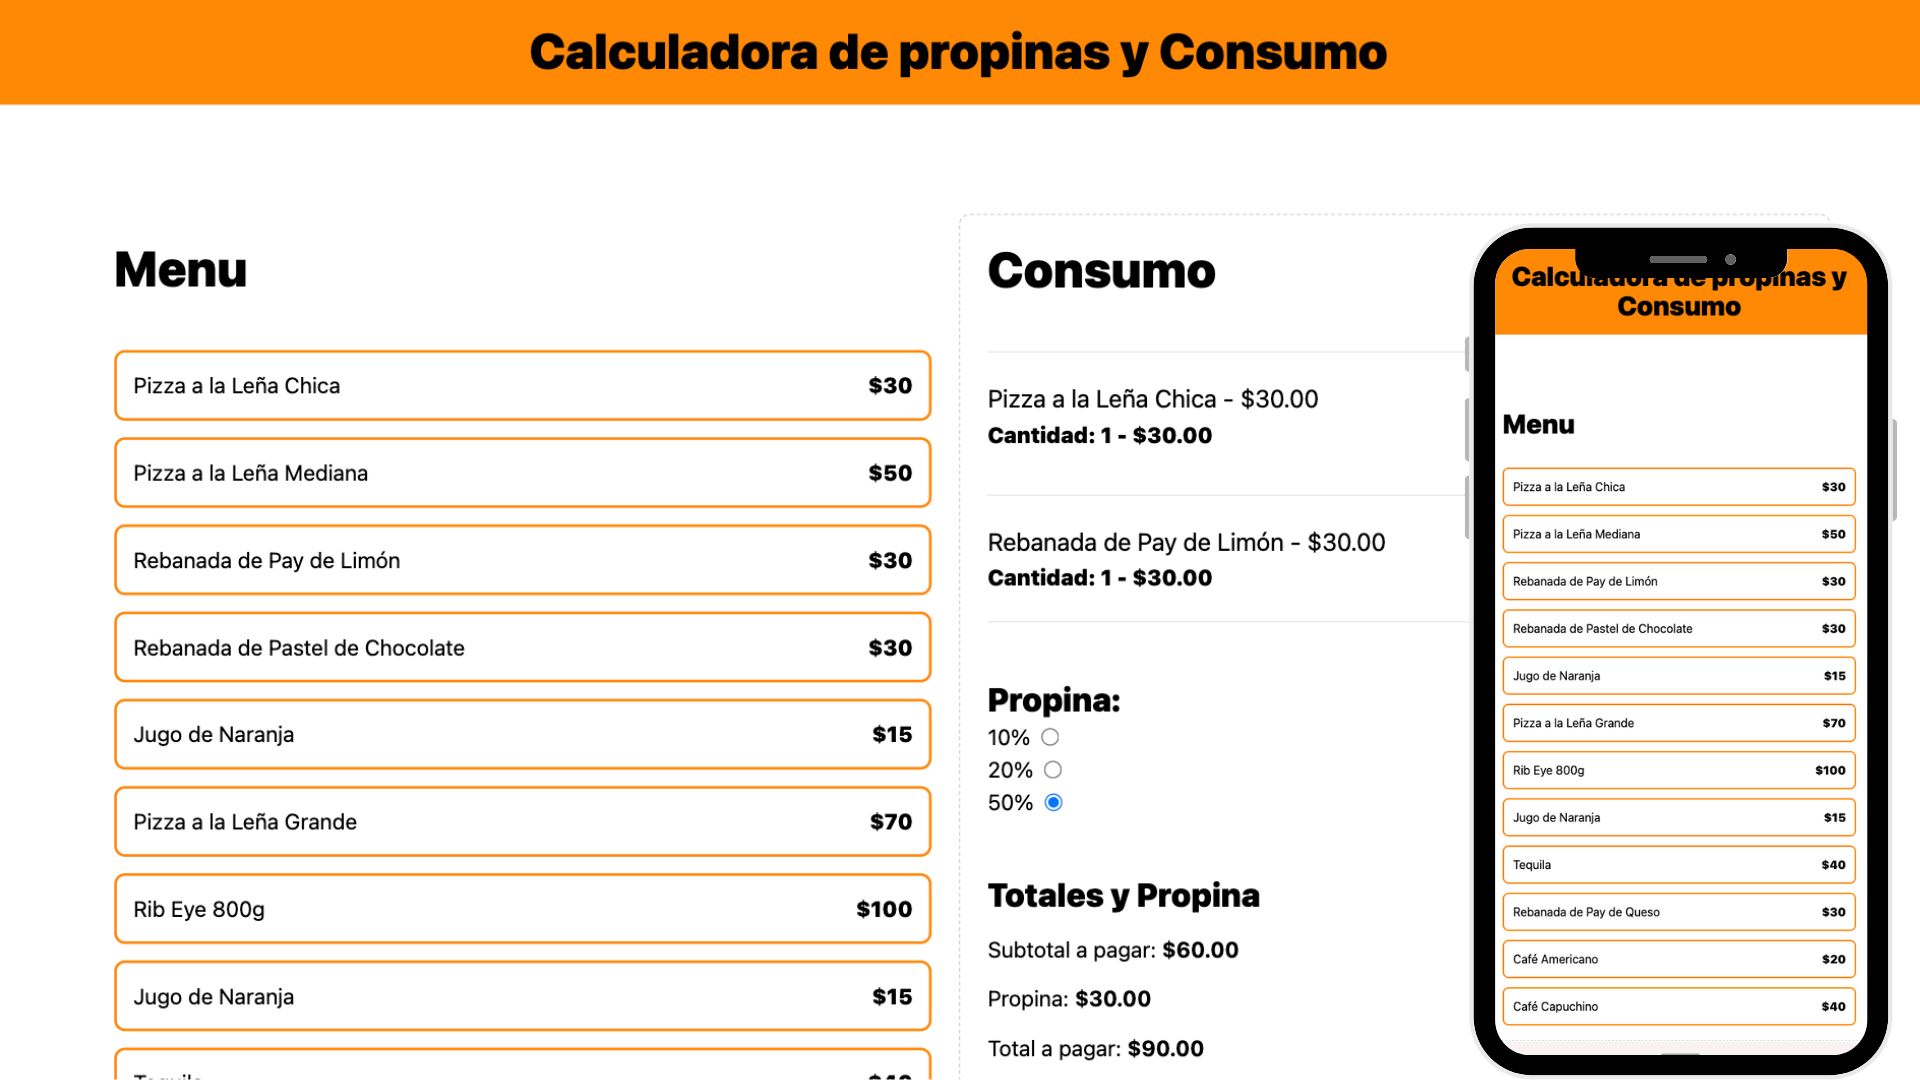 Calculadora de propinas y Consumo
Menu
Pizza a la Leña Chica $30
Pizza a la Leña Mediana $50
Rebanada de Pay de Limón $30
Rebanada de Pastel de Chocolate $30
Jugo de Naranja $15
Pizza a la Leña Grande $70
Rib Eye 800g $100
Jugo de Naranja $15
Consumo
Pizza a la Leña Chica - $30.00
Cantidad: 1 - $30.00
Rebanada de Pay de Limón - $30.00
Cantidad: 1 - $30.00
Propina:
10%
20%
50%
Totales y Propina
Subtotal a pagar: $60.00
Propina: $30.00
Total a pagar: $90.00
Calculadora de propinas y
Consumo
Menu
Pizza a la Leña Chica $30
Pizza a la Leña Mediana $50
Rebanada de Pay de Limón $30
Rebanada de Pastel de Chocolate $30
Jugo de Naranja $15
Pizza a la Leña Grande $70
Rib Eye 800g $100
Jugo de Naranja $15
Tequila $40
Rebanada de Pay de Queso $30
Café Americano $20
Café Capuchino $40